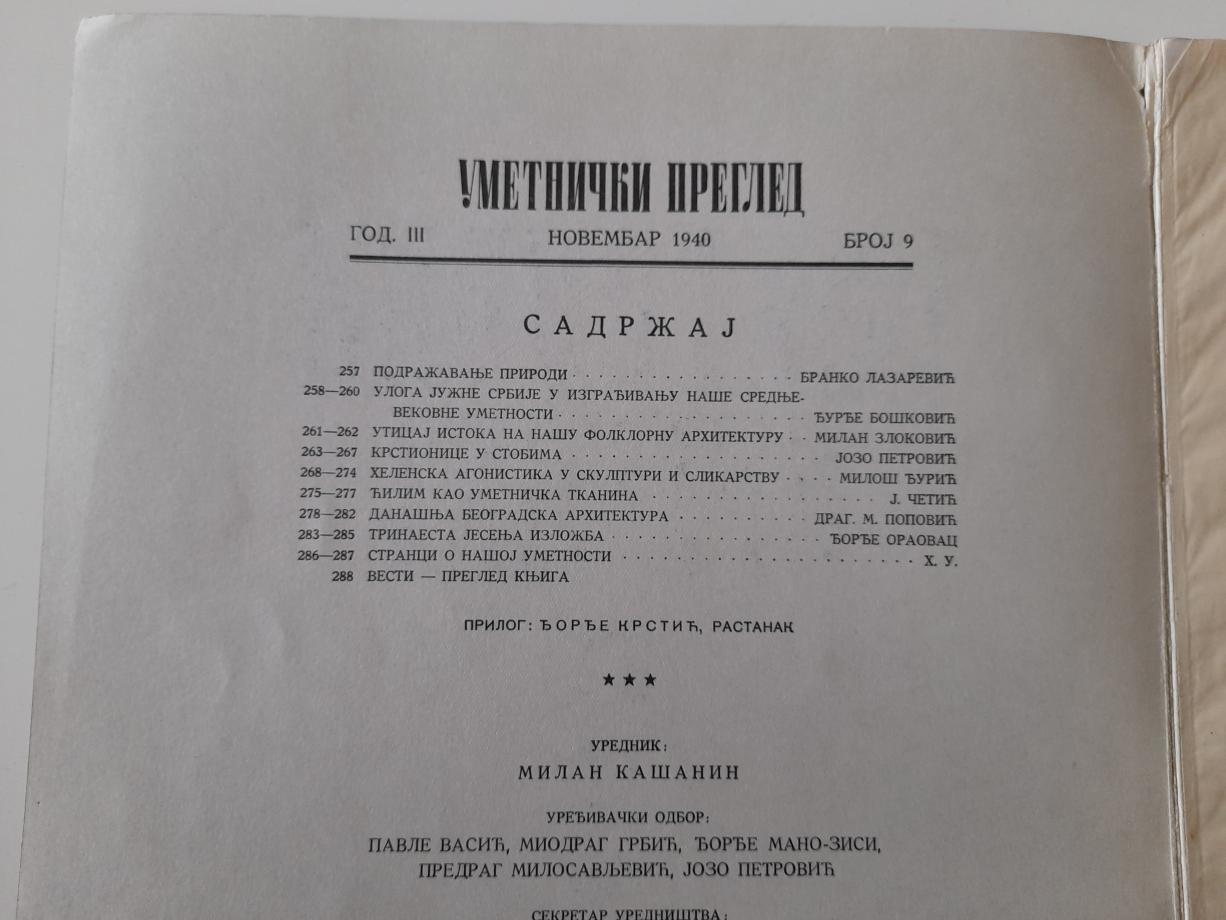 УМЕТНИЧКИ ПРЕГЛЕД
ГОД. III НОВЕМБАР 1940 БРОЈ 9
САДРЖАЈ
257 ПОДРАЖАВАЊЕ ПРИРОДИ БРАНКО ЛАЗАРЕВИЋ
258—260 УЛОГА ЈУЖНЕ СРБИЈЕ У ИЗГРАЂИВАЊУ НАШЕ СРЕДЊЕ-
ВЕКОВНЕ УМЕТНОСТИ ЂУРЂЕ БОШКОВИЋ
261—262 УТИЦАЈ ИСТОКА НА НАШУ ФОЛКЛОРНУ АРХИТЕКТУРУ МИЛАН ЗЛОКОВИЋ
263—267 КРСТИОНИЦЕ У СТОБИМА ЈОЗО ПЕТРОВИЋ
268—274 ХЕЛЕНСКА АГОНИСТИКА У СКУЛПТУРИ И СЛИКАРСТВУ МИЛОШ ЂУРИЋ
275—277 ЋИЛИМ КАО УМЕТНИЧКА ТКАНИНА Ј. ЧЕТИЋ
278—282 ДАНАШЊА БЕОГРАДСКА АРХИТЕКТУРА ДРАГ. М. ПОПОВИЋ
283—285 ТРИНАЕСТА ЈЕСЕЊА ИЗЛОЖБА ЂОРЂЕ ОРАОВАЦ
286—287 СТРАНЦИ О НАШОЈ УМЕТНОСТИ Х. У.
288 ВЕСТИ — ПРЕГЛЕД КЊИГА
ПРИЛОГ: ЂОРЂЕ КРСТИЋ, РАСТАНАК
★ ★ ★
УРЕДНИК:
МИЛАН КАШАНИН
УРЕЂИВАЧКИ ОДБОР:
ПАВЛЕ ВАСИЋ, МИОДРАГ ГРБИЋ, ЂОРЂЕ МАНО-ЗИСИ,
ПРЕДРАГ МИЛОСАВЉЕВИЋ, ЈОЗО ПЕТРОВИЋ
СЕКРЕТАР УРЕДНИШТВА: